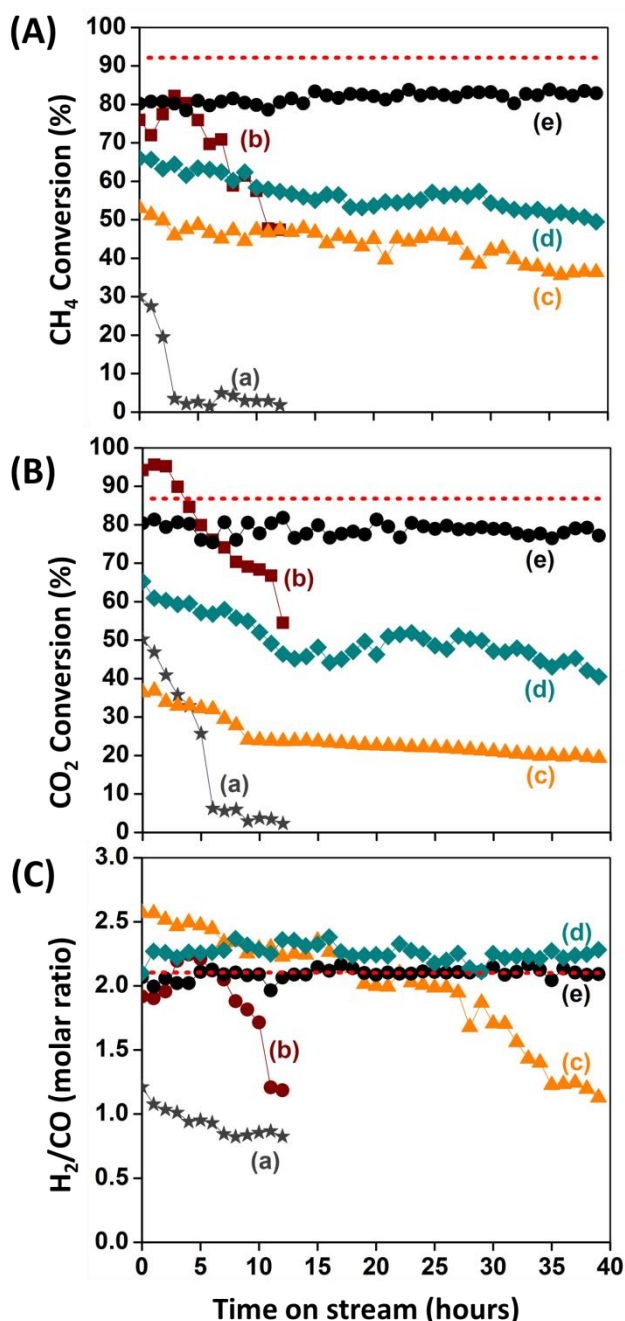 (A)
CH₄ Conversion (%)
100
90
80
70
60
50
40
30
20
10
0
(a)
(b)
(c)
(d)
(e)
(B)
CO₂ Conversion (%)
100
90
80
70
60
50
40
30
20
10
0
(a)
(b)
(c)
(d)
(e)
(C)
H₂/CO (molar ratio)
3.0
2.5
2.0
1.5
1.0
0.5
0.0
(a)
(b)
(c)
(d)
(e)
0 5 10 15 20 25 30 35 40
Time on stream (hours)